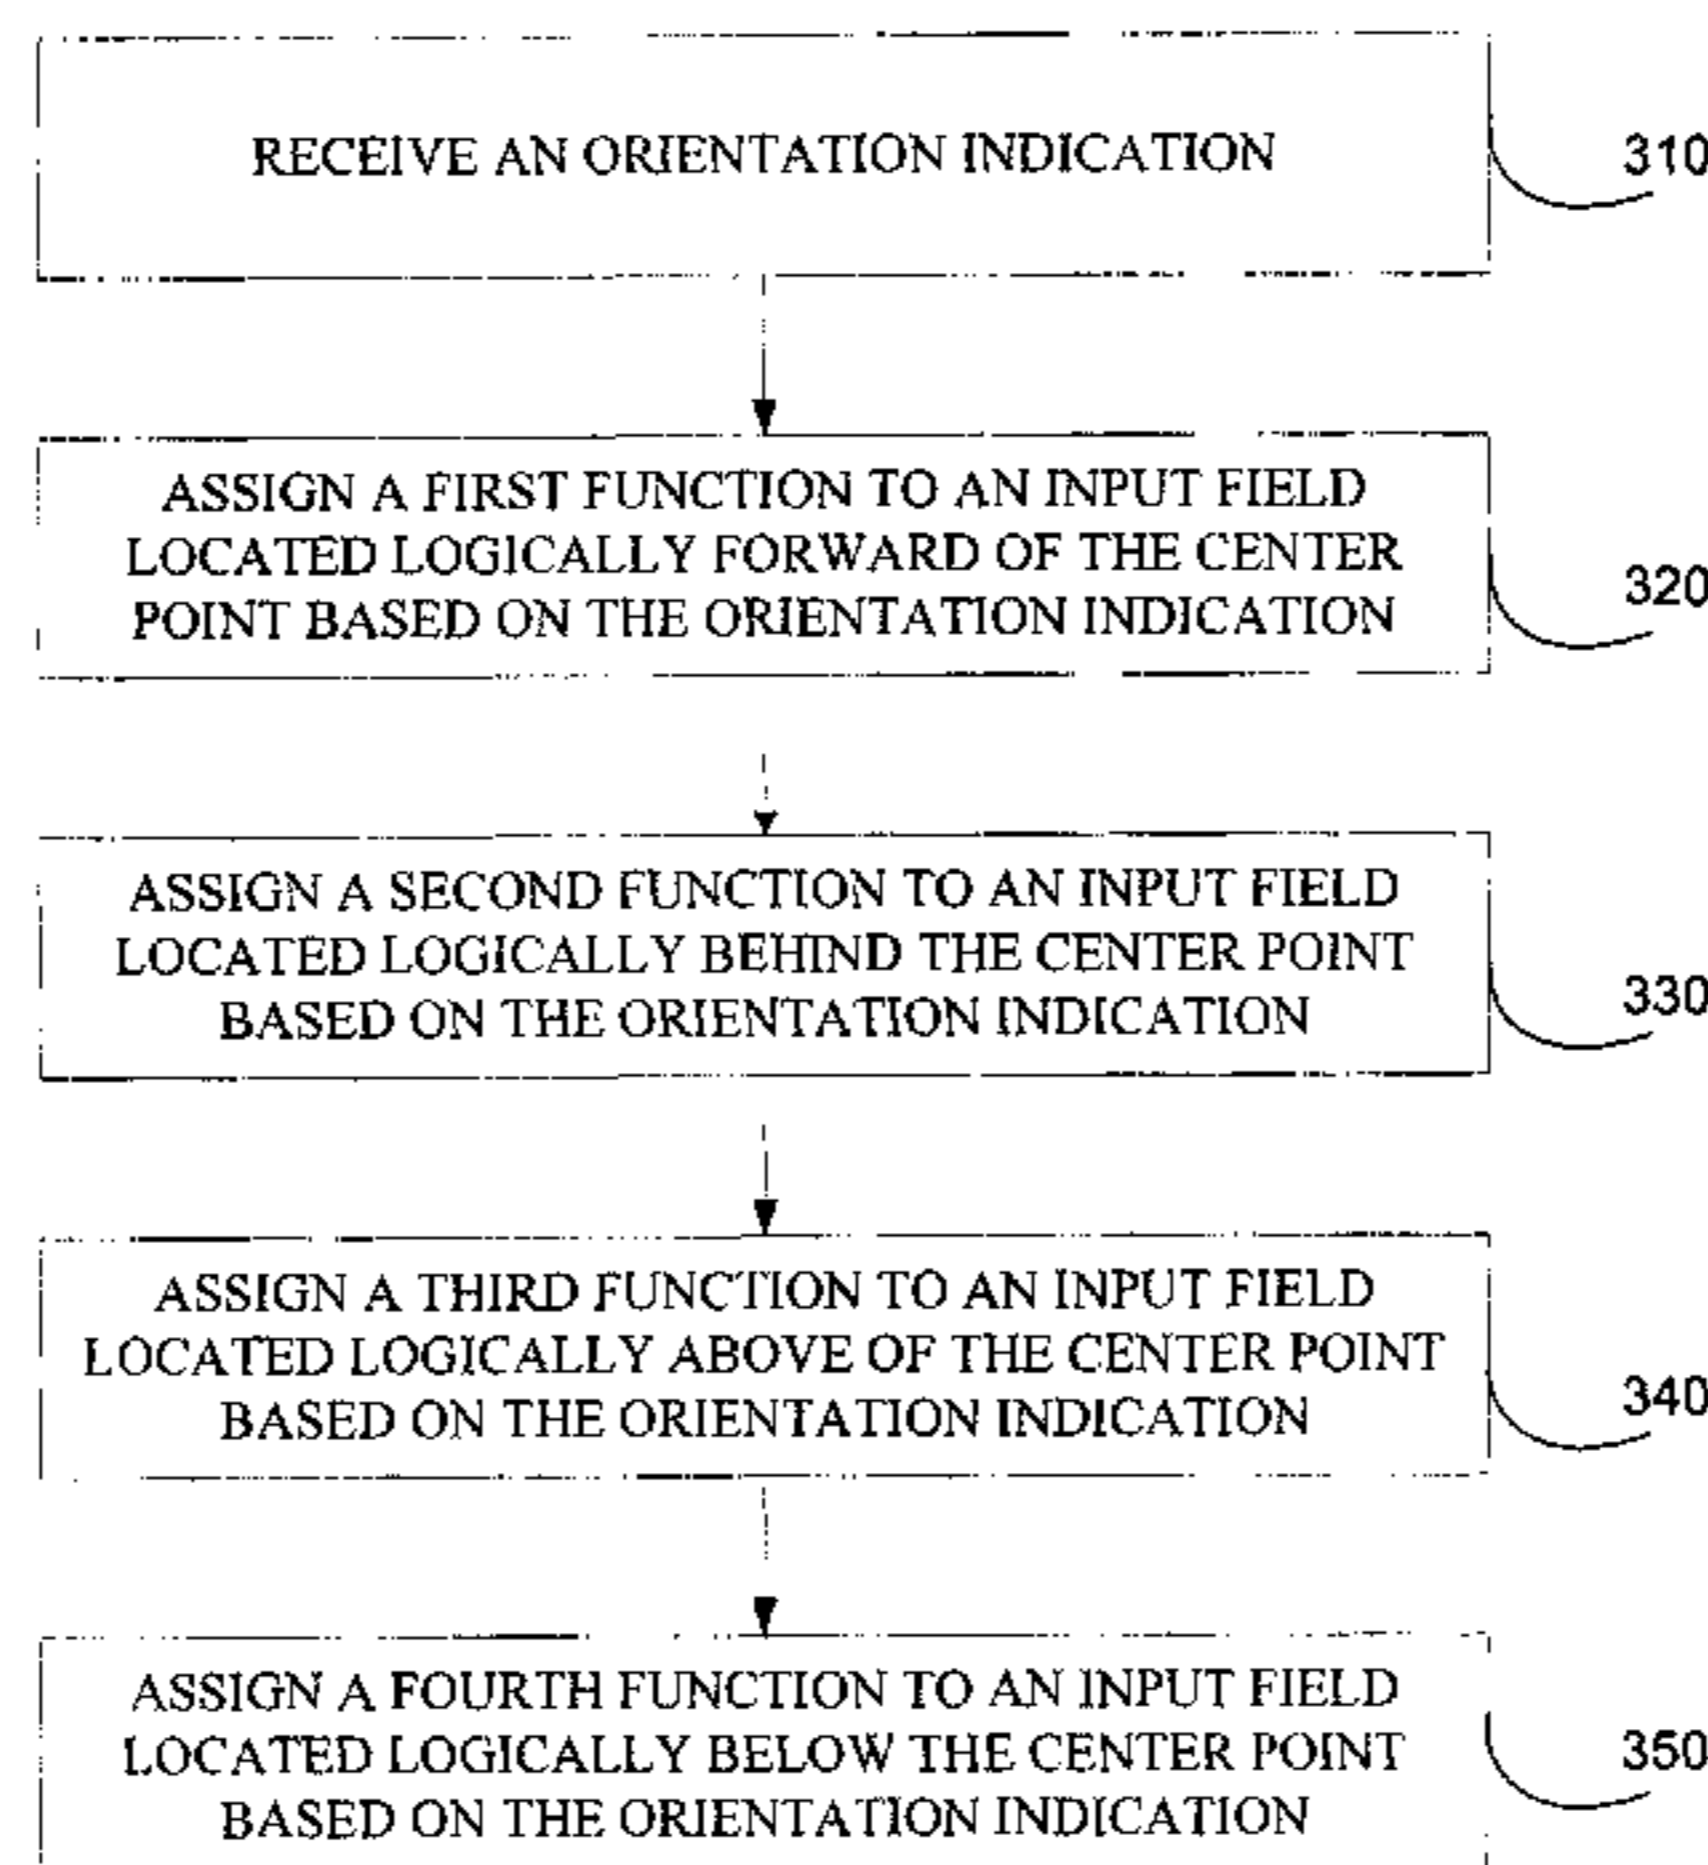 RECEIVE AN ORIENTATION INDICATION
310
ASSIGN A FIRST FUNCTION TO AN INPUT FIELD
LOCATED LOGICALLY FORWARD OF THE CENTER
POINT BASED ON THE ORIENTATION INDICATION
320
ASSIGN A SECOND FUNCTION TO AN INPUT FIELD
LOCATED LOGICALLY BEHIND THE CENTER POINT
BASED ON THE ORIENTATION INDICATION
330
ASSIGN A THIRD FUNCTION TO AN INPUT FIELD
LOCATED LOGICALLY ABOVE OF THE CENTER POINT
BASED ON THE ORIENTATION INDICATION
340
ASSIGN A FOURTH FUNCTION TO AN INPUT FIELD
LOCATED LOGICALLY BELOW THE CENTER POINT
BASED ON THE ORIENTATION INDICATION
350